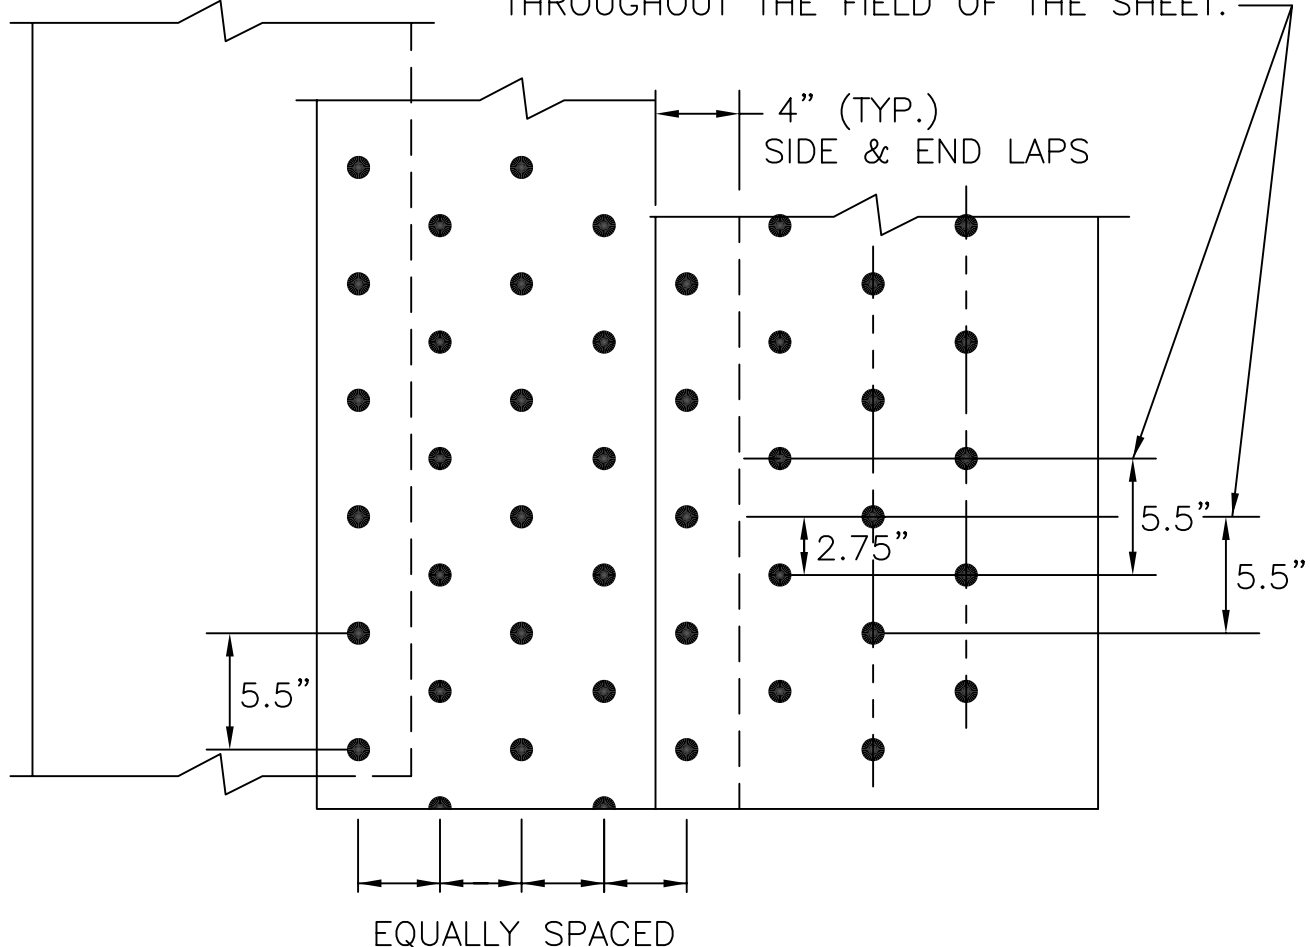 THROUGHOUT THE FIELD OF THE SHEET.
4” (TYP.)
SIDE & END LAPS
5.5”
2.75”
5.5”
5.5”
EQUALLY SPACED